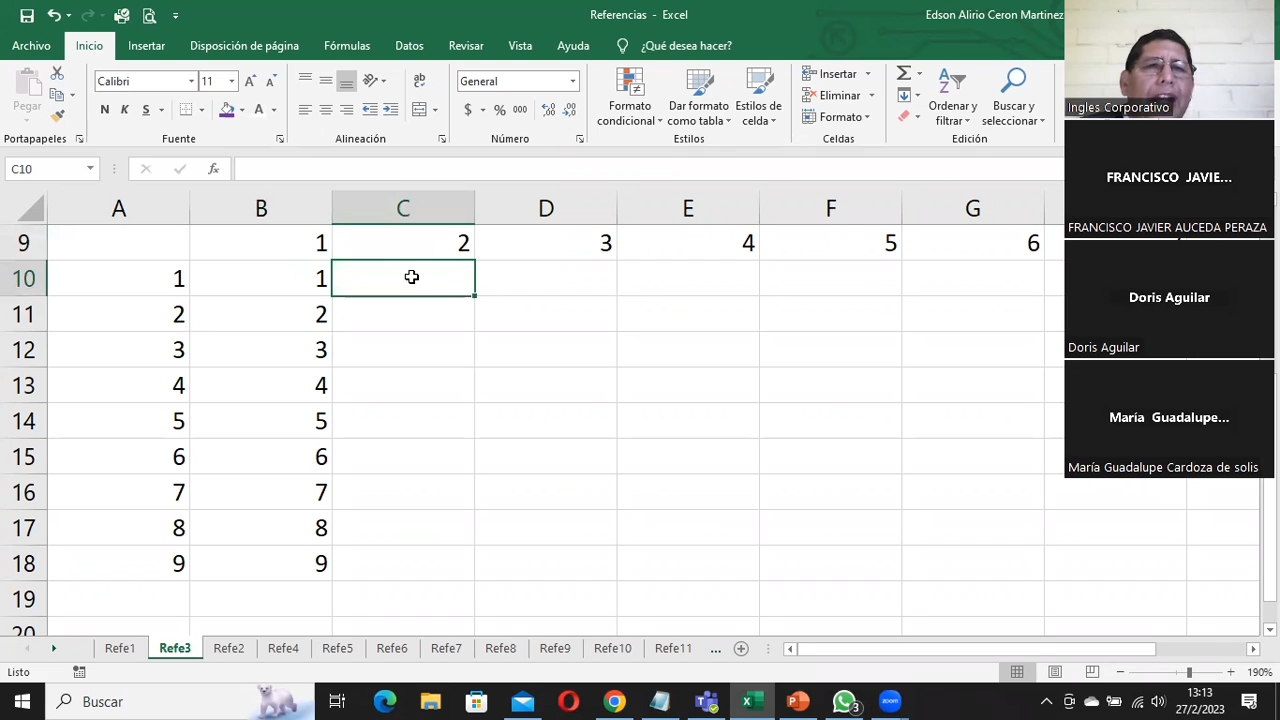 Referencias - Excel
Edson Alirio Ceron Martinez
Archivo Inicio Insertar Disposición de página Fórmulas Datos Revisar Vista Ayuda ¿Qué desea hacer?
Pegar
Calibri 11
N K S
ab
General
$ % 000
Formato condicional
Dar formato como tabla
Estilos de celda
Insertar
Eliminar
Formato
Ordenar y filtrar
Buscar y seleccionar
Portapapeles Fuente Alineación Número Estilos Celdas Edición
C10
fx
A B C D E F G
9 1 2 3 4 5 6
10 1 1
11 2 2
12 3 3
13 4 4
14 5 5
15 6 6
16 7 7
17 8 8
18 9 9
19
20
Refe1 Refe3 Refe2 Refe4 Refe5 Refe6 Refe7 Refe8 Refe9 Refe10 Refe11 ...
Listo
190%
Buscar
3
zoom
13:13
27/2/2023
Ingles Corporativo
FRANCISCO JAVIE...
FRANCISCO JAVIER AUCEDA PERAZA
Doris Aguilar
Doris Aguilar
María Guadalupe...
María Guadalupe Cardoza de solis